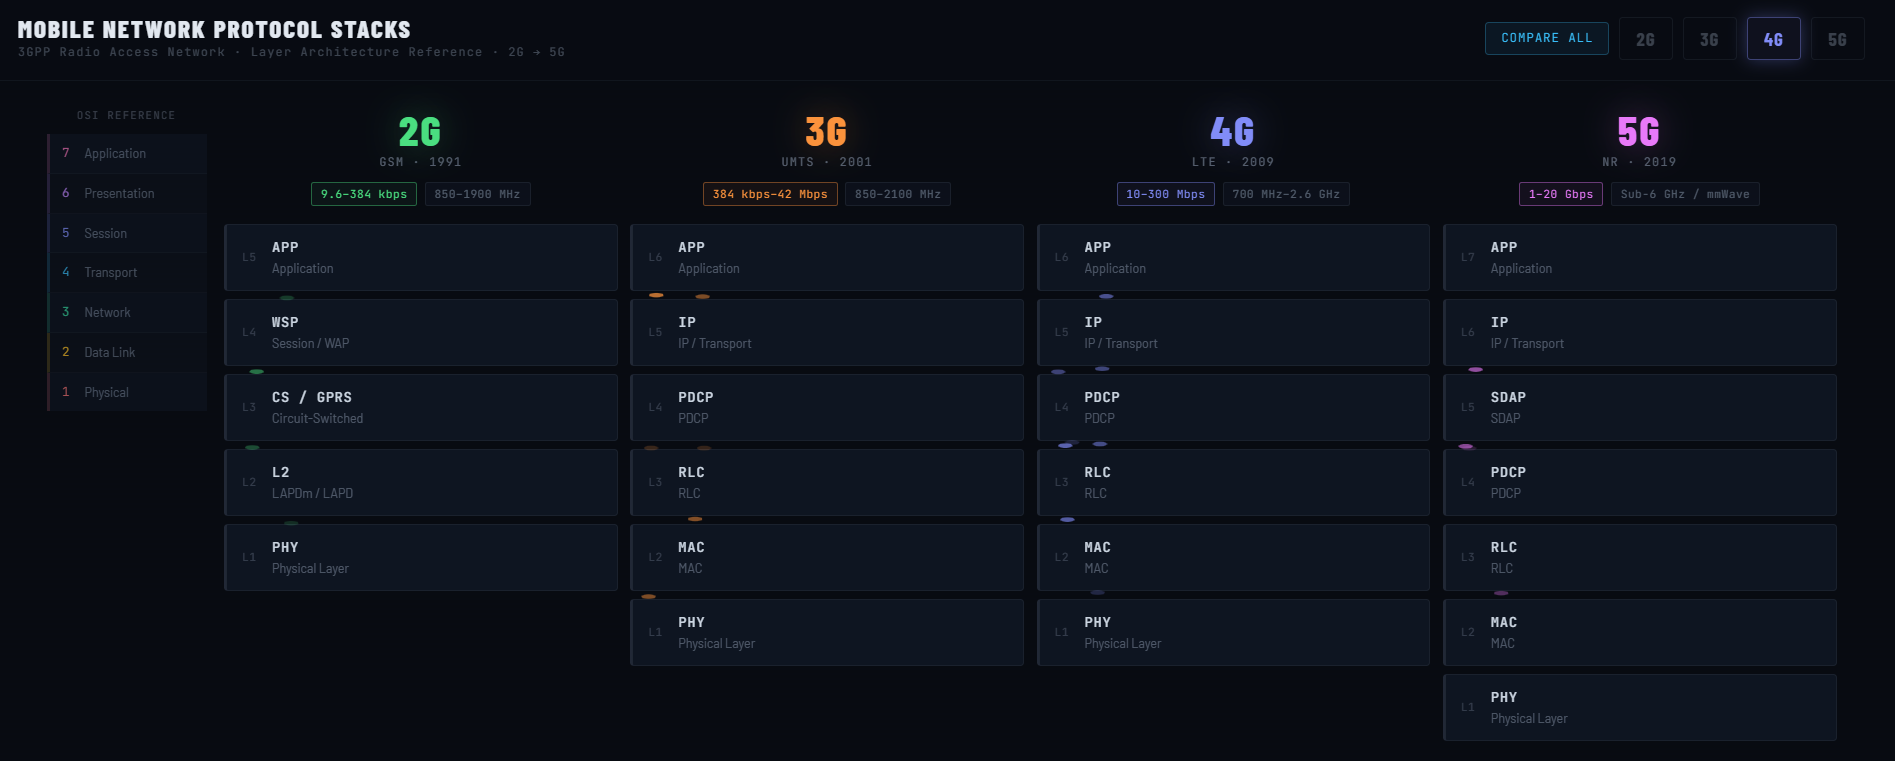 MOBILE NETWORK PROTOCOL STACKS
3GPP Radio Access Network · Layer Architecture Reference · 2G → 5G
COMPARE ALL
2G
3G
4G
5G
OSI REFERENCE
7 Application
6 Presentation
5 Session
4 Transport
3 Network
2 Data Link
1 Physical
2G
GSM · 1991
9.6–384 kbps
850–1900 MHz
L5 APP
Application
L4 WSP
Session / WAP
L3 CS / GPRS
Circuit-Switched
L2 L2
LAPDm / LAPD
L1 PHY
Physical Layer
3G
UMTS · 2001
384 kbps–42 Mbps
850–2100 MHz
L6 APP
Application
L5 IP
IP / Transport
L4 PDCP
PDCP
L3 RLC
RLC
L2 MAC
MAC
L1 PHY
Physical Layer
4G
LTE · 2009
10–300 Mbps
700 MHz–2.6 GHz
L6 APP
Application
L5 IP
IP / Transport
L4 PDCP
PDCP
L3 RLC
RLC
L2 MAC
MAC
L1 PHY
Physical Layer
5G
NR · 2019
1–20 Gbps
Sub-6 GHz / mmWave
L7 APP
Application
L6 IP
IP / Transport
L5 SDAP
SDAP
L4 PDCP
PDCP
L3 RLC
RLC
L2 MAC
MAC
L1 PHY
Physical Layer